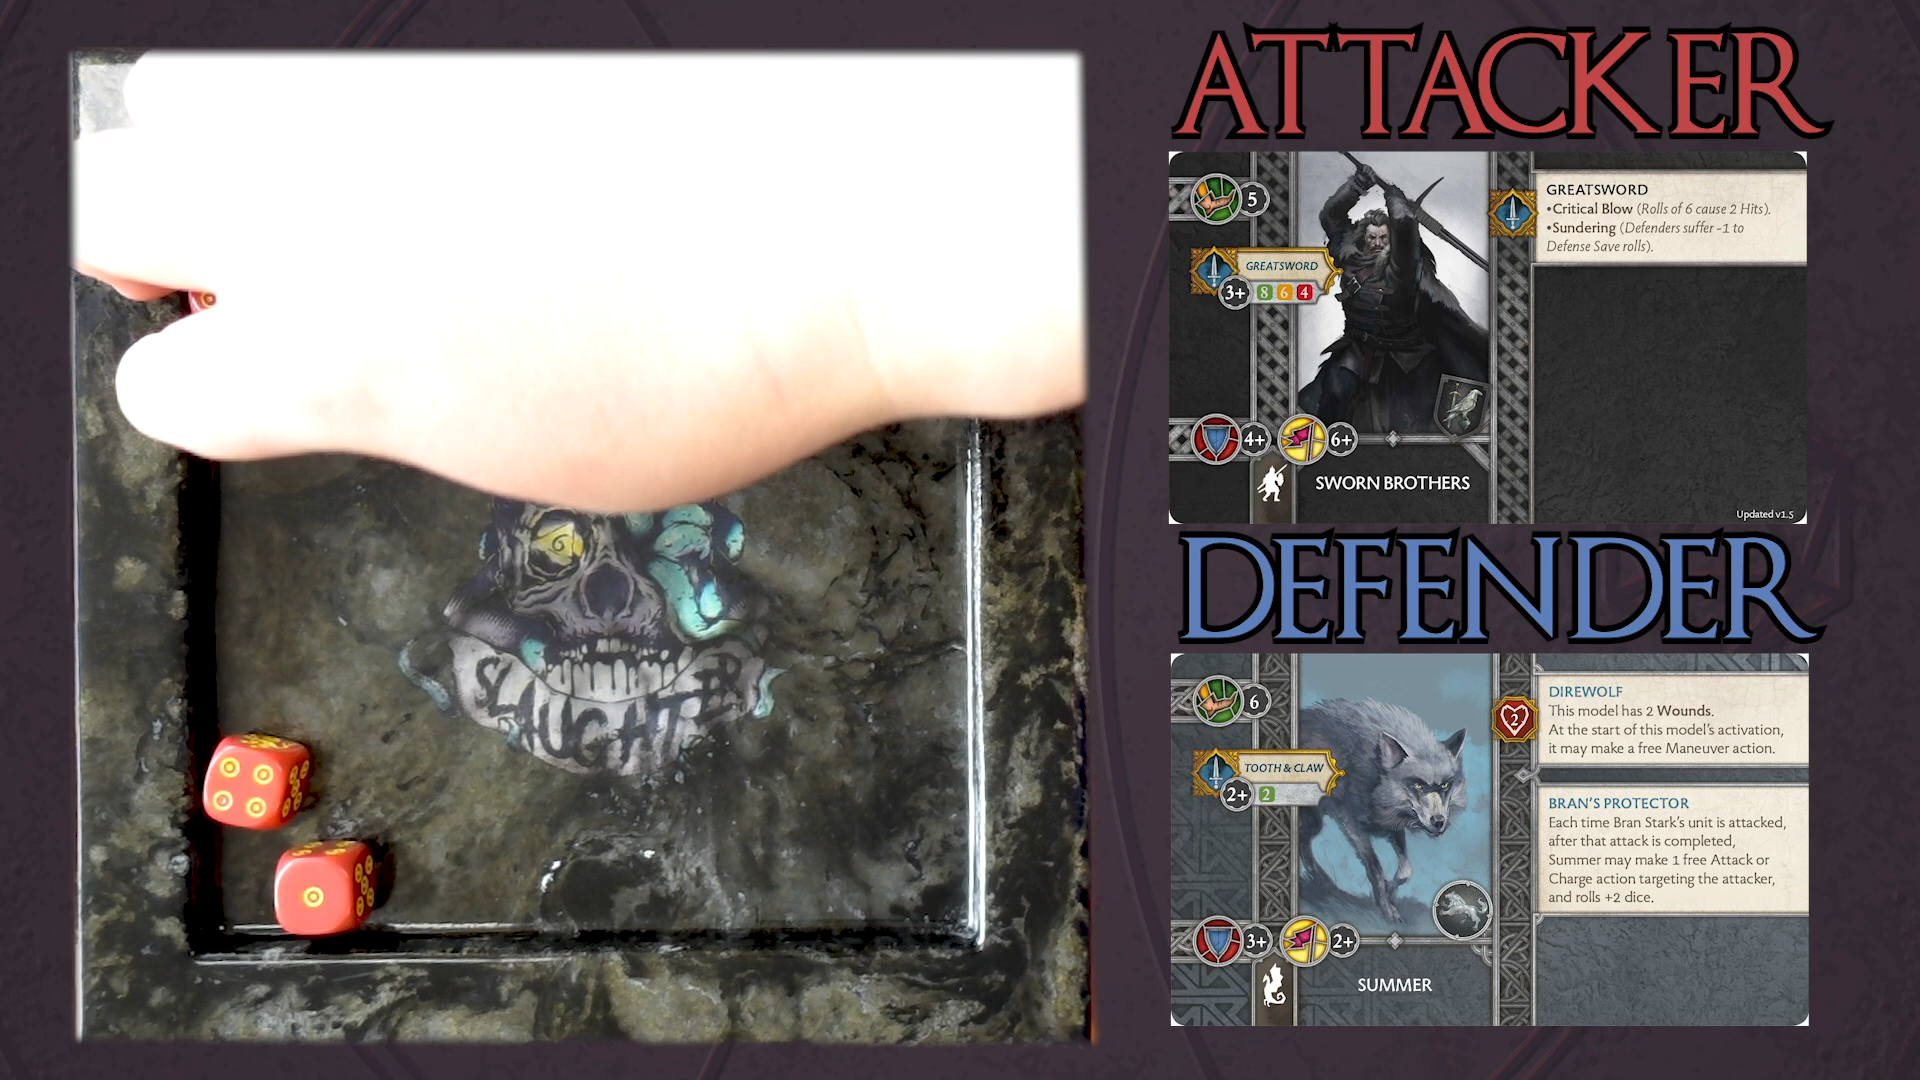 ATTACKER
5
GREATSWORD
3+ 8 6 4
4+ 6+
SWORN BROTHERS
GREATSWORD
•Critical Blow (Rolls of 6 cause 2 Hits).
•Sundering (Defenders suffer -1 to
Defense Save rolls).
Updated v1.5
DEFENDER
6
TOOTH & CLAW
2+ 2
3+ 2+
SUMMER
2
DIREWOLF
This model has 2 Wounds.
At the start of this model's activation,
it may make a free Maneuver action.
BRAN'S PROTECTOR
Each time Bran Stark's unit is attacked,
after that attack is completed,
Summer may make 1 free Attack or
Charge action targeting the attacker,
and rolls +2 dice.
6